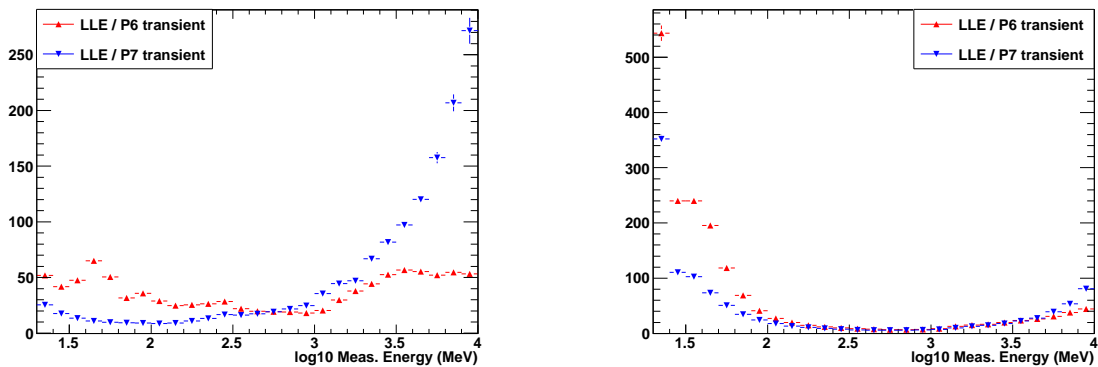 LLE / P6 transient
LLE / P7 transient
250
200
150
100
50
0
1.5 2 2.5 3 3.5 4
log10 Meas. Energy (MeV)
LLE / P6 transient
LLE / P7 transient
500
400
300
200
100
0
1.5 2 2.5 3 3.5 4
log10 Meas. Energy (MeV)